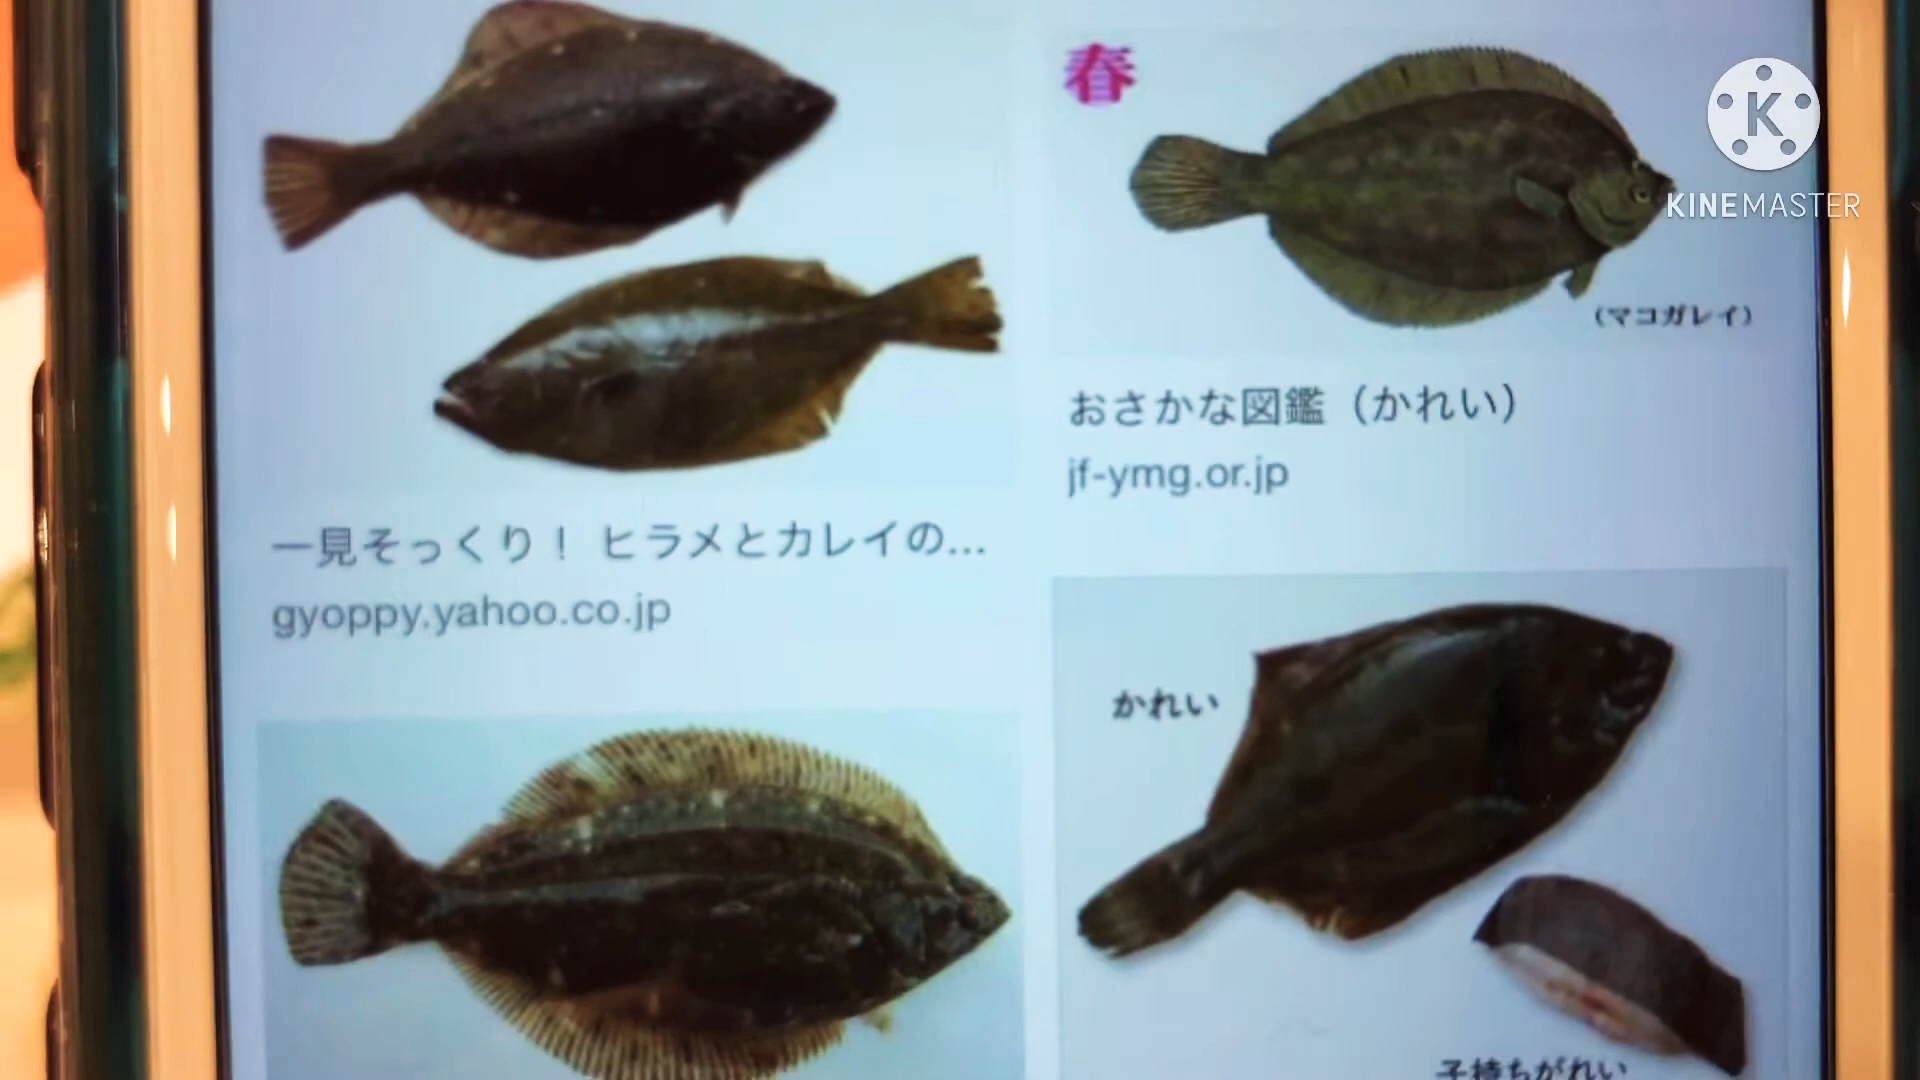 春
(マコガレイ)
おさかな図鑑（かれい）
jf-ymg.or.jp
一見そっくり！ ヒラメとカレイの...
gyoppy.yahoo.co.jp
かれい
子持ちがれい
K
KINEMASTER